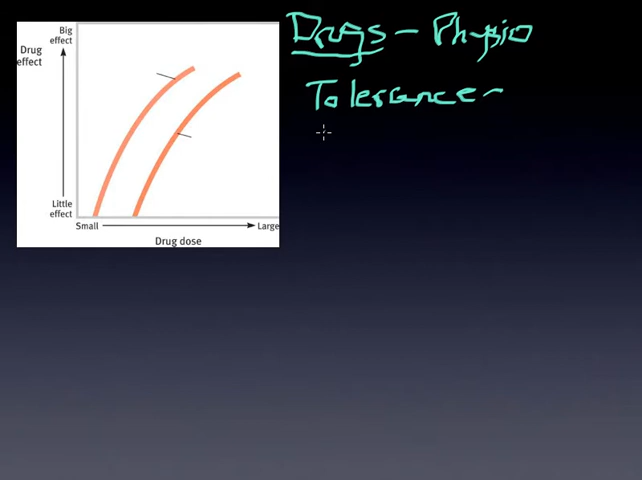 Big
effect
Drug
effect
Little
effect
Small
Large
Drug dose
Drugs - Physio
Tolerance -